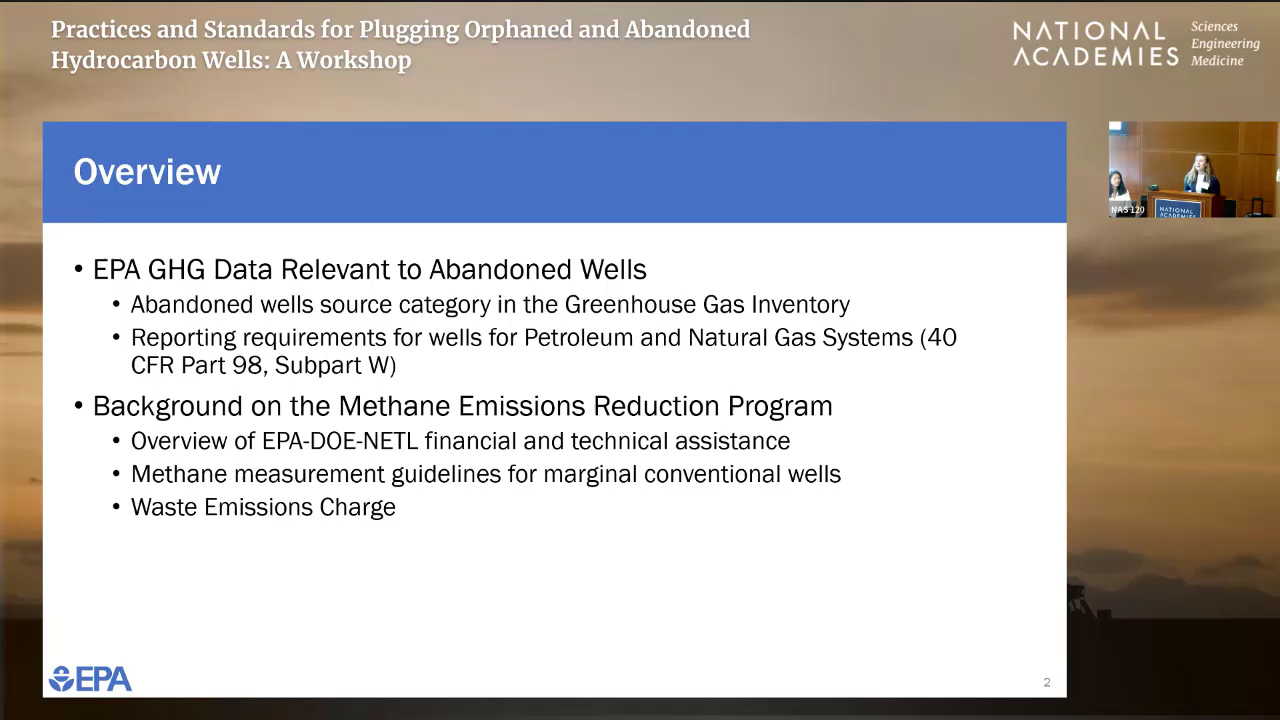 Practices and Standards for Plugging Orphaned and Abandoned
Hydrocarbon Wells: A Workshop
NATIONAL
ACADEMIES
Sciences
Engineering
Medicine
Overview
• EPA GHG Data Relevant to Abandoned Wells
• Abandoned wells source category in the Greenhouse Gas Inventory
• Reporting requirements for wells for Petroleum and Natural Gas Systems (40
CFR Part 98, Subpart W)
• Background on the Methane Emissions Reduction Program
• Overview of EPA-DOE-NETL financial and technical assistance
• Methane measurement guidelines for marginal conventional wells
• Waste Emissions Charge
NAS 120
NATIONAL
ACADEMIES
EPA
2